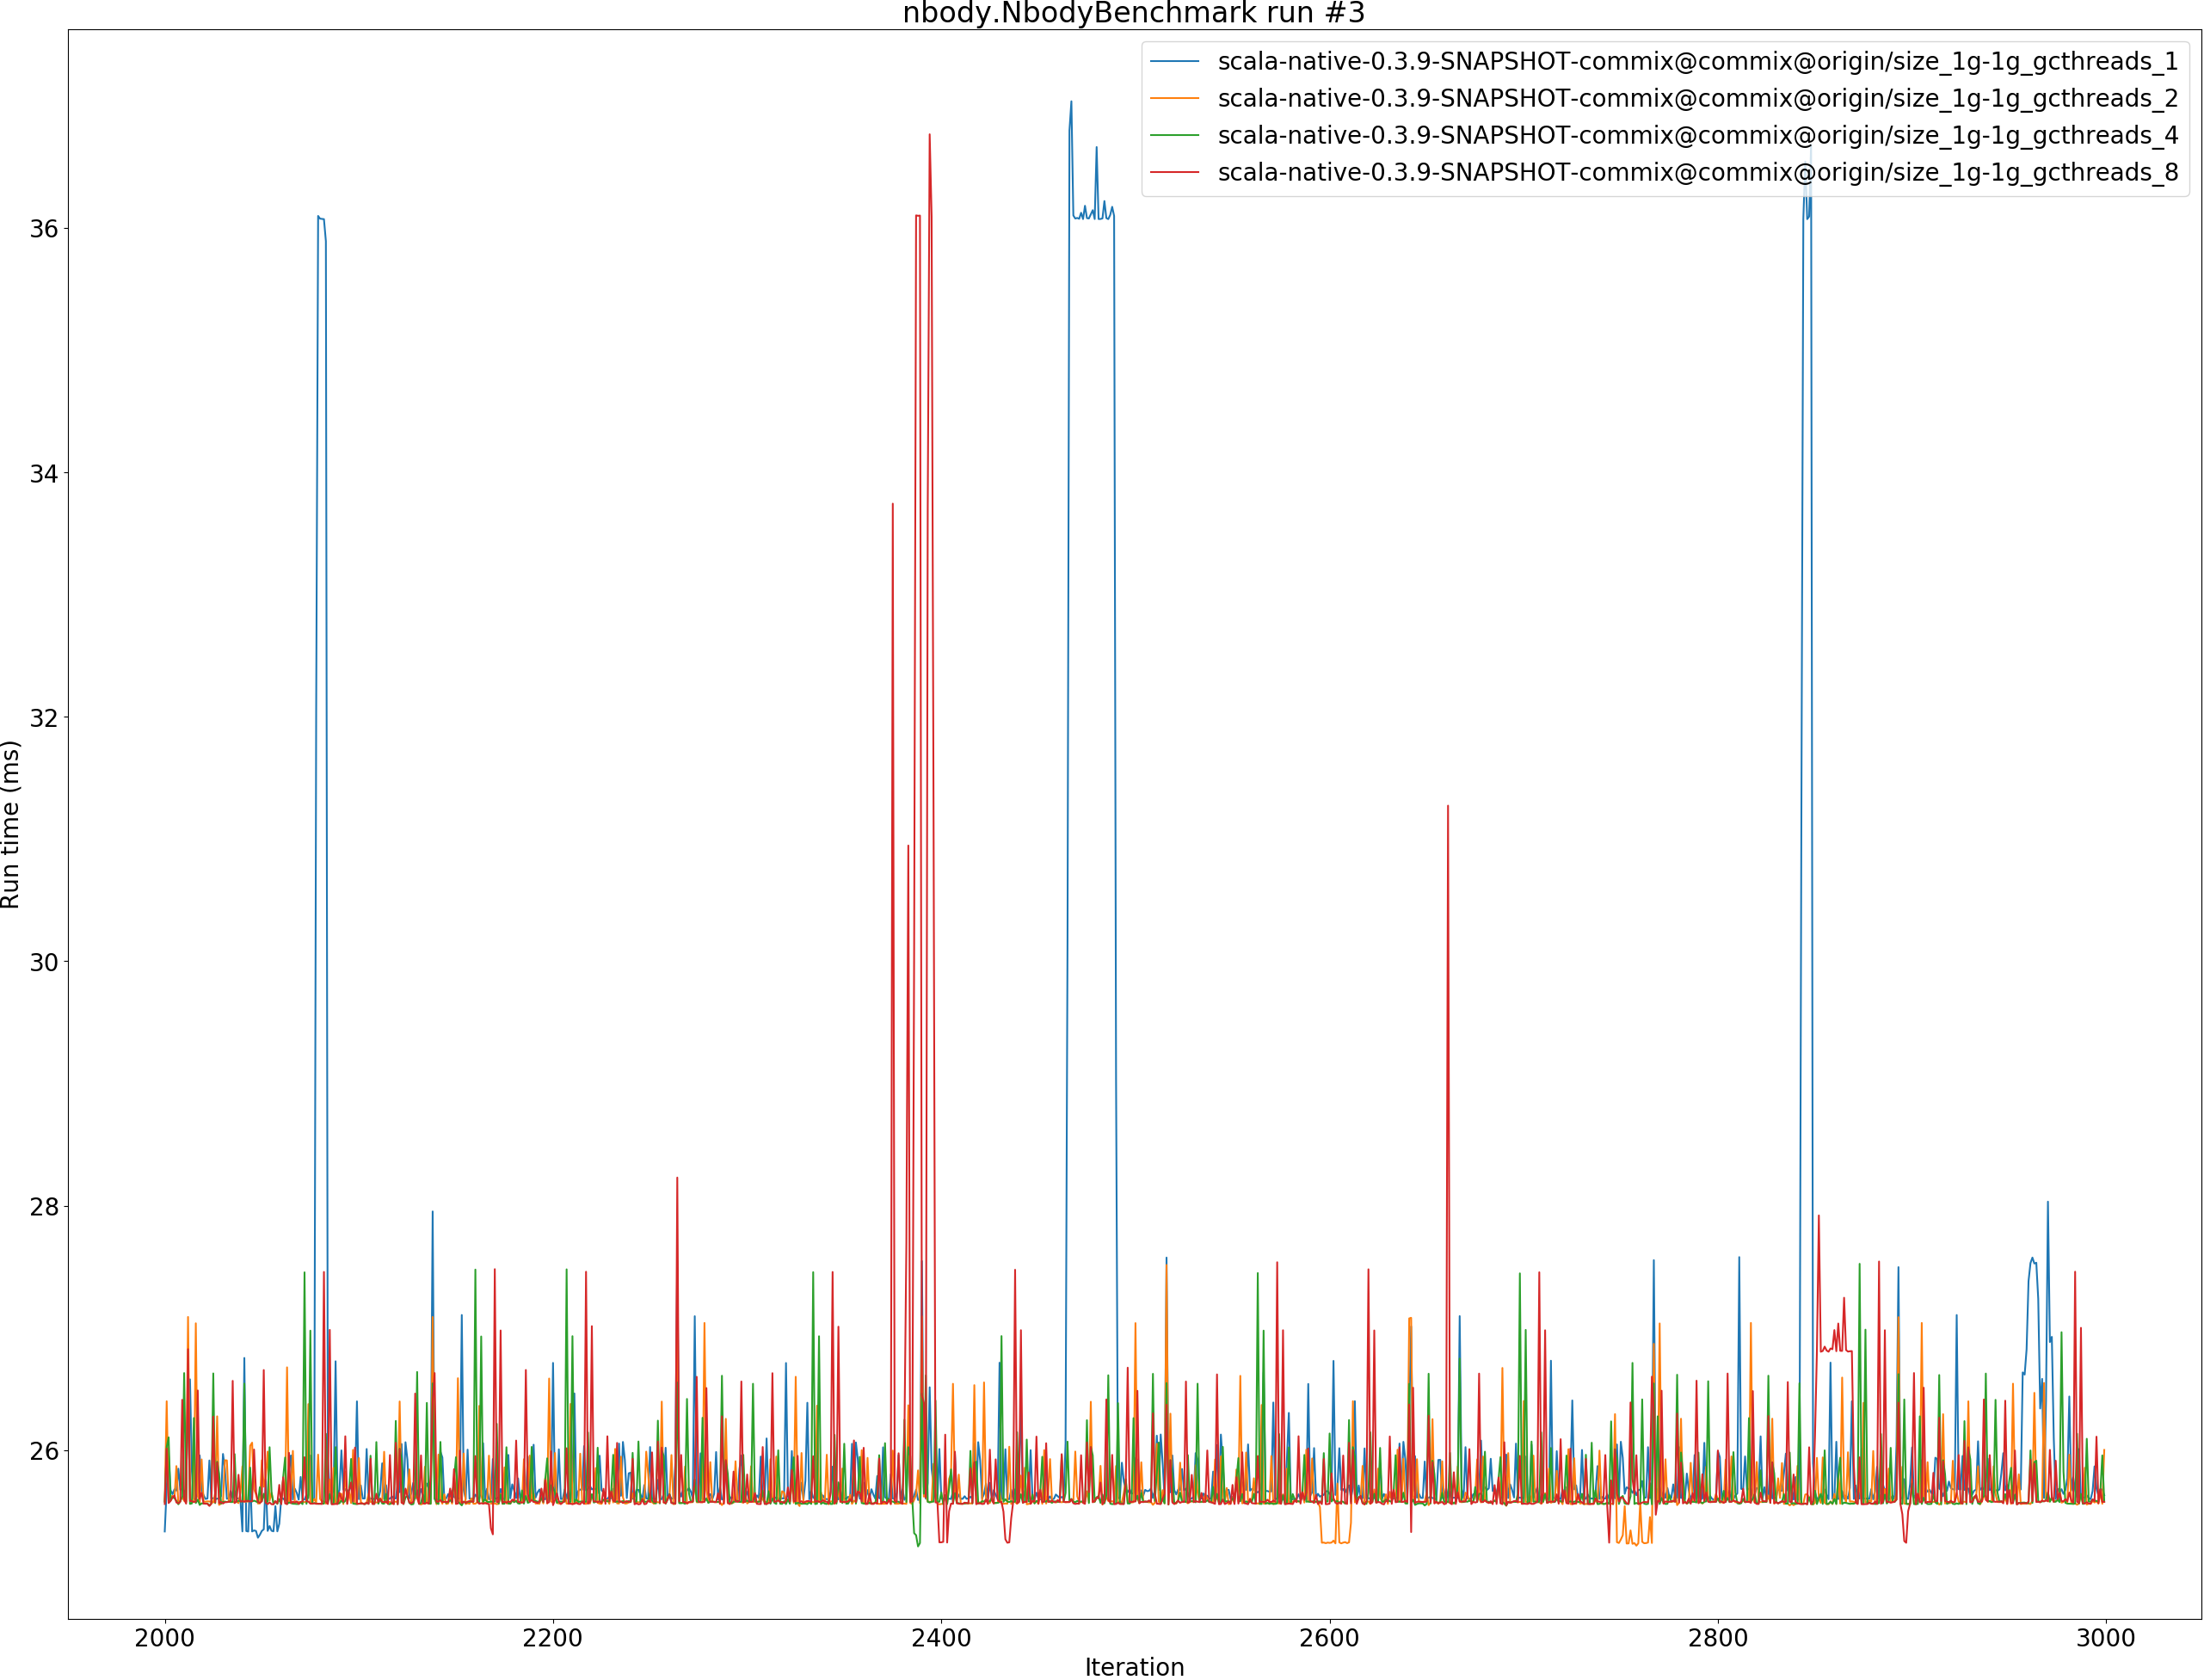 nbody.NbodyBenchmark run #3
scala-native-0.3.9-SNAPSHOT-commix@commix@origin/size_1g-1g_gcthreads_1
scala-native-0.3.9-SNAPSHOT-commix@commix@origin/size_1g-1g_gcthreads_2
scala-native-0.3.9-SNAPSHOT-commix@commix@origin/size_1g-1g_gcthreads_4
scala-native-0.3.9-SNAPSHOT-commix@commix@origin/size_1g-1g_gcthreads_8
36
34
32
30
28
26
Run time (ms)
2000 2200 2400 2600 2800 3000
Iteration